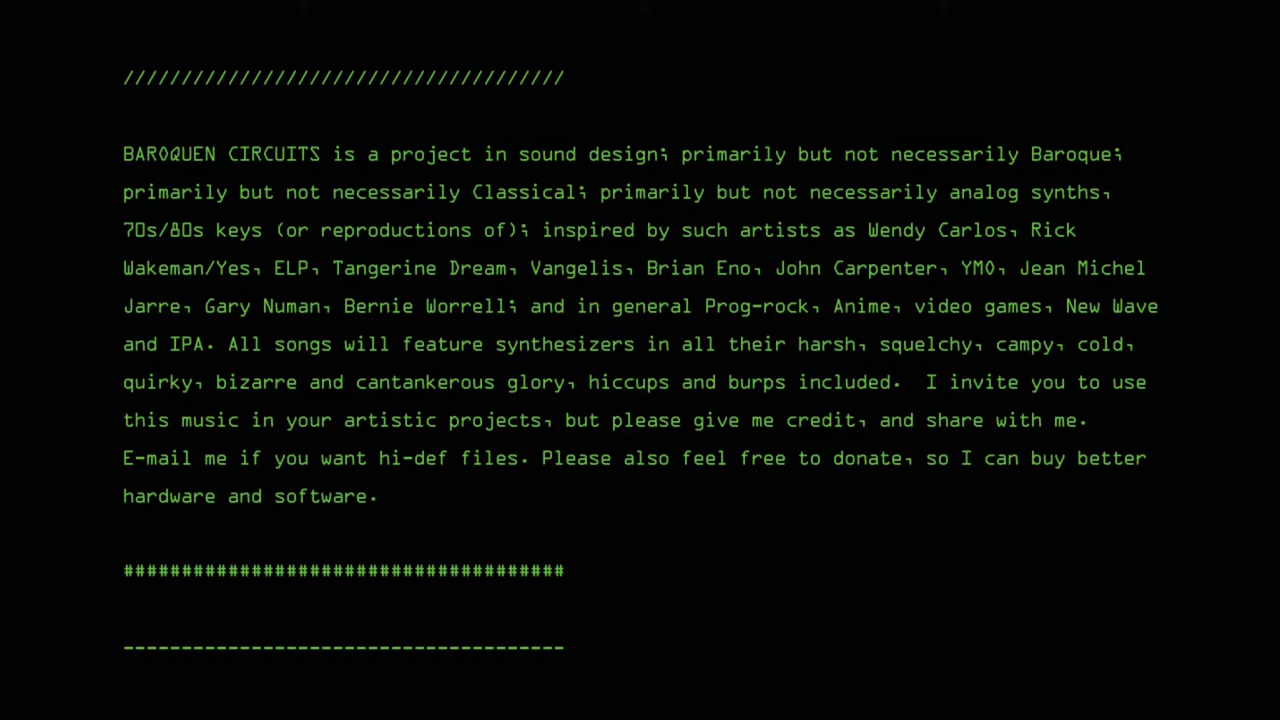 //////////////////////////////////////
BAROQUEN CIRCUITS is a project in sound design; primarily but not necessarily Baroque;
primarily but not necessarily Classical; primarily but not necessarily analog synths,
70s/80s keys (or reproductions of); inspired by such artists as Wendy Carlos, Rick
Wakeman/Yes, ELP, Tangerine Dream, Vangelis, Brian Eno, John Carpenter, YMO, Jean Michel
Jarre, Gary Numan, Bernie Worrell; and in general Prog-rock, Anime, video games, New Wave
and IPA. All songs will feature synthesizers in all their harsh, squelchy, campy, cold,
quirky, bizarre and cantankerous glory, hiccups and burps included.  I invite you to use
this music in your artistic projects, but please give me credit, and share with me.
E-mail me if you want hi-def files. Please also feel free to donate, so I can buy better
hardware and software.
######################################
--------------------------------------